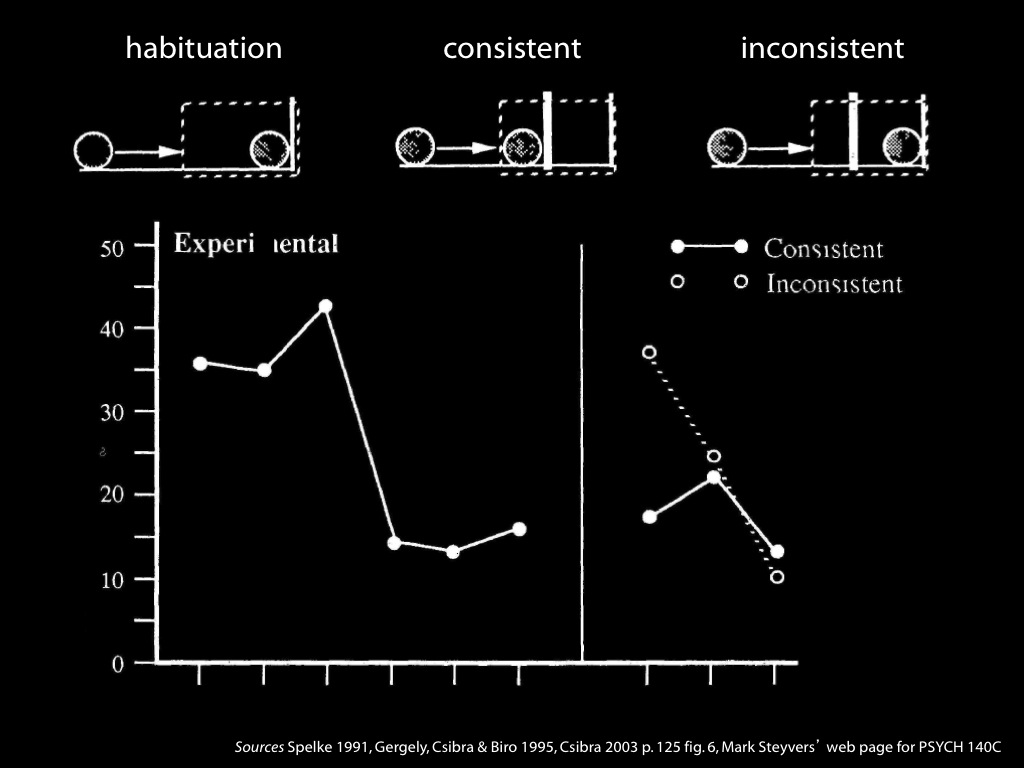 habituation consistent inconsistent
50 Experi ental
Consistent
Inconsistent
40
30
20
10
0
Sources Spelke 1991, Gergely, Csibra & Biro 1995, Csibra 2003 p. 125 fig. 6, Mark Steyvers’ web page for PSYCH 140C